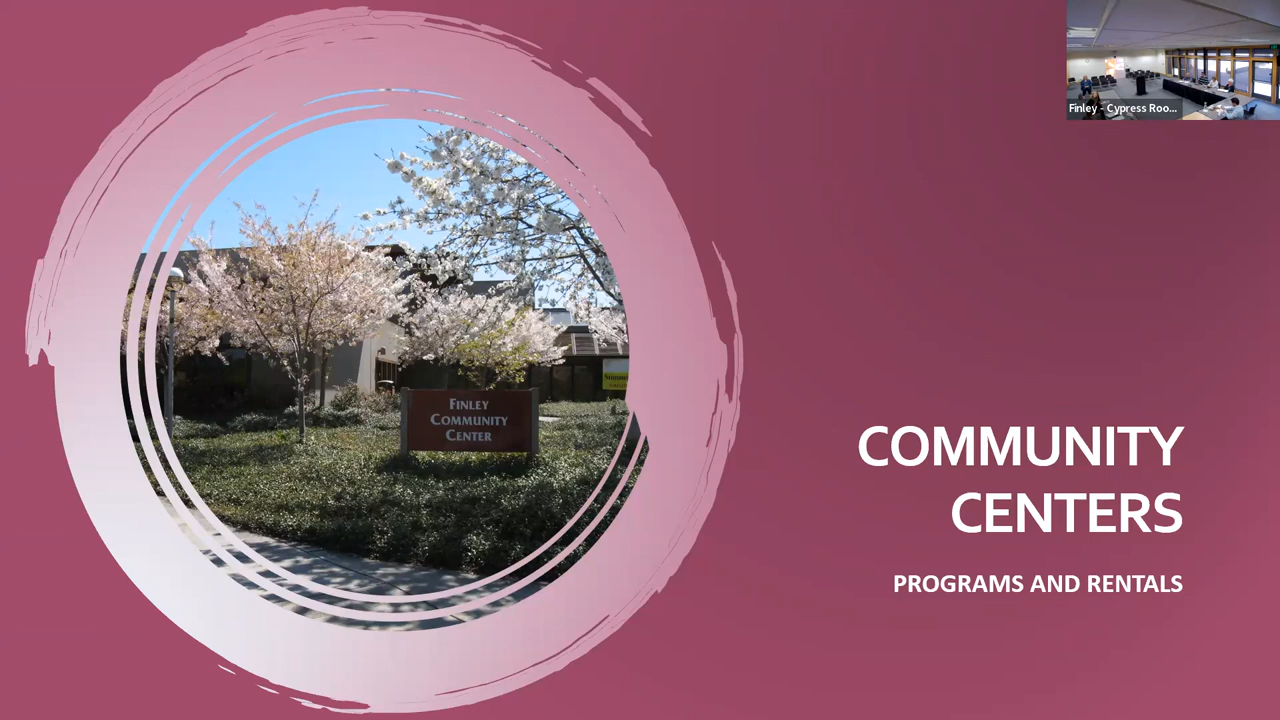 Finley - Cypress Roo...
FINLEY
COMMUNITY
CENTER
COMMUNITY
CENTERS
PROGRAMS AND RENTALS